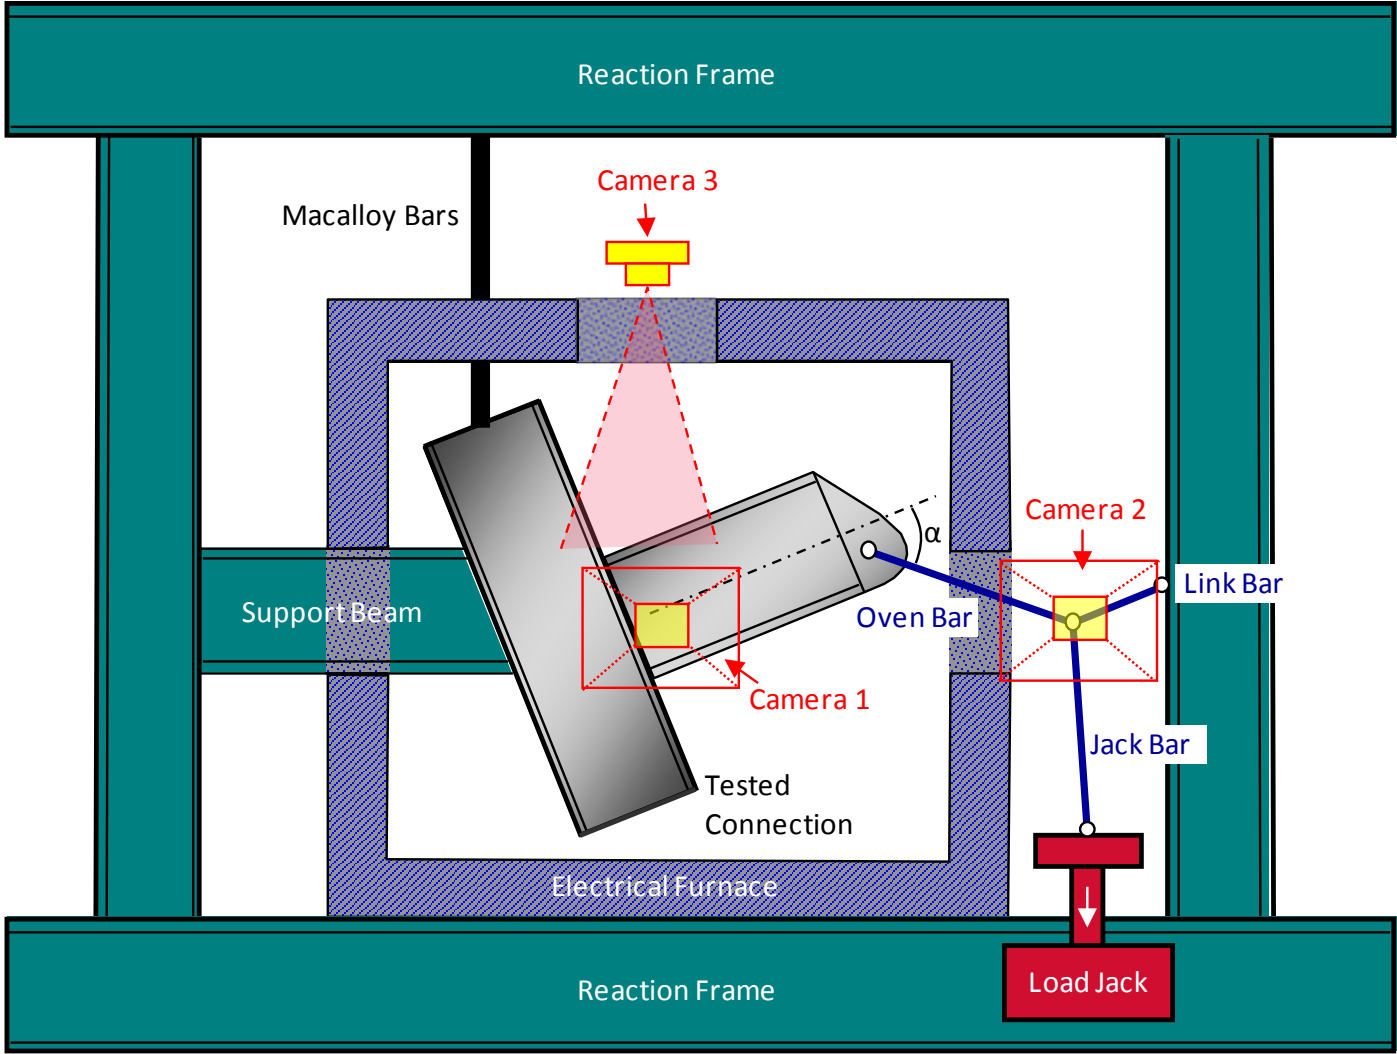 Reaction Frame
Camera 3
Macalloy Bars
Camera 2
α
Link Bar
Support Beam
Oven Bar
Camera 1
Jack Bar
Tested
Connection
Electrical Furnace
Load Jack
Reaction Frame